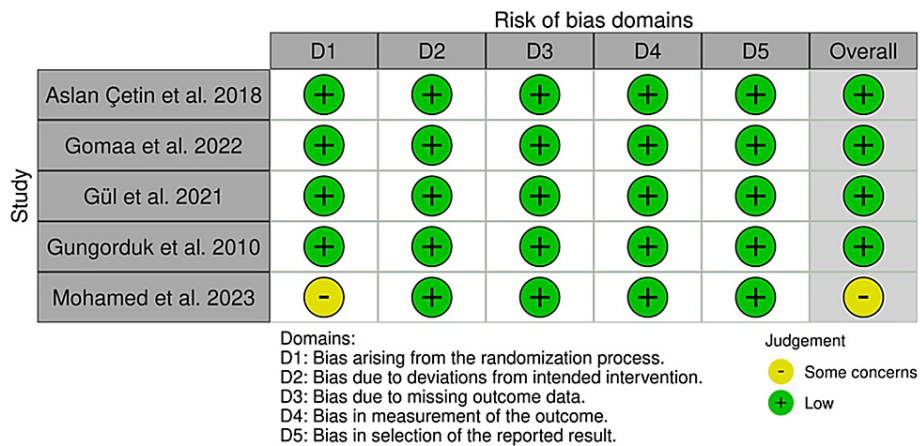 Risk of bias domains
D1 D2 D3 D4 D5 Overall
Study
Aslan Çetin et al. 2018 + + + + + +
Gomaa et al. 2022 + + + + + +
Gül et al. 2021 + + + + + +
Gungorduk et al. 2010 + + + + + +
Mohamed et al. 2023 - + + + + -
Domains:
D1: Bias arising from the randomization process.
D2: Bias due to deviations from intended intervention.
D3: Bias due to missing outcome data.
D4: Bias in measurement of the outcome.
D5: Bias in selection of the reported result.
Judgement
- Some concerns
+ Low